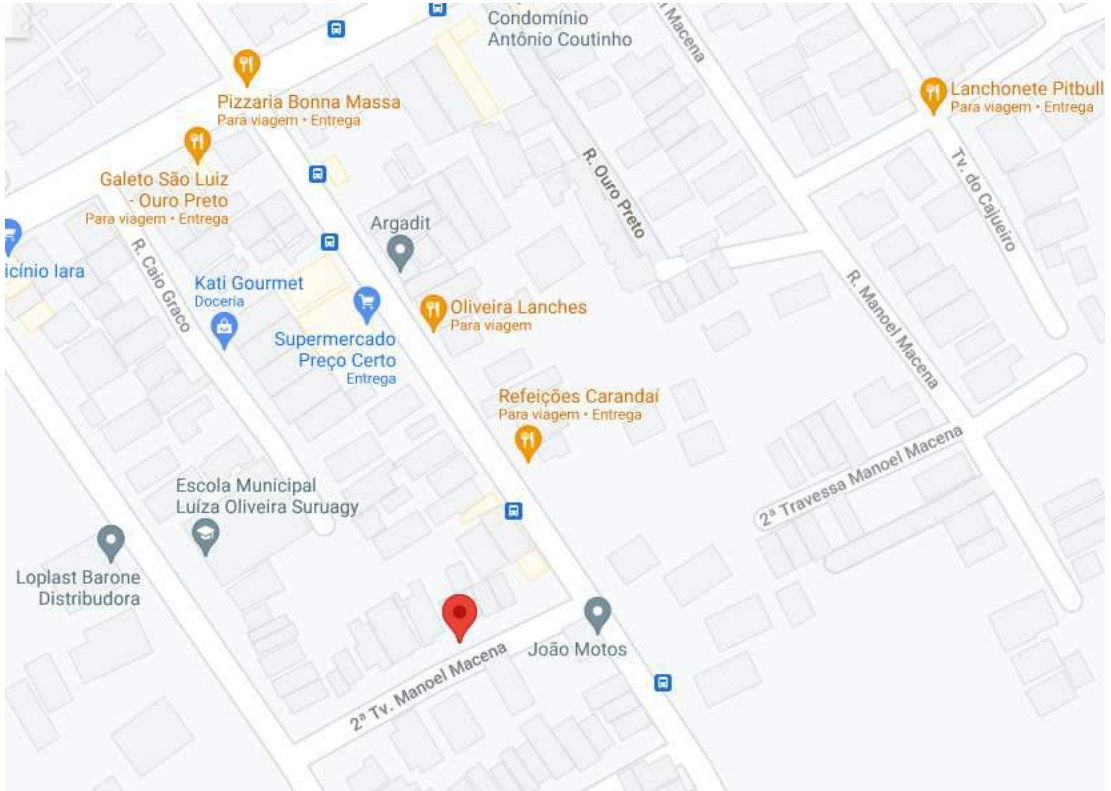 Condomínio
Antônio Coutinho
Macena
Pizzaria Bonna Massa
Para viagem • Entrega
Lanchonete Pitbull
Para viagem • Entrega
Galeto São Luiz
- Ouro Preto
Para viagem • Entrega
R. Ouro Preto
Tv. do Cajueiro
Argadit
icínio Iara
R. Caio Graco
Kati Gourmet
Doceria
Oliveira Lanches
Para viagem
R. Manoel Macena
Supermercado
Preço Certo
Entrega
Refeições Carandaí
Para viagem • Entrega
2ª Travessa Manoel Macena
Escola Municipal
Luíza Oliveira Suruagy
Loplast Barone
Distribudora
João Motos
2ª Tv. Manoel Macena